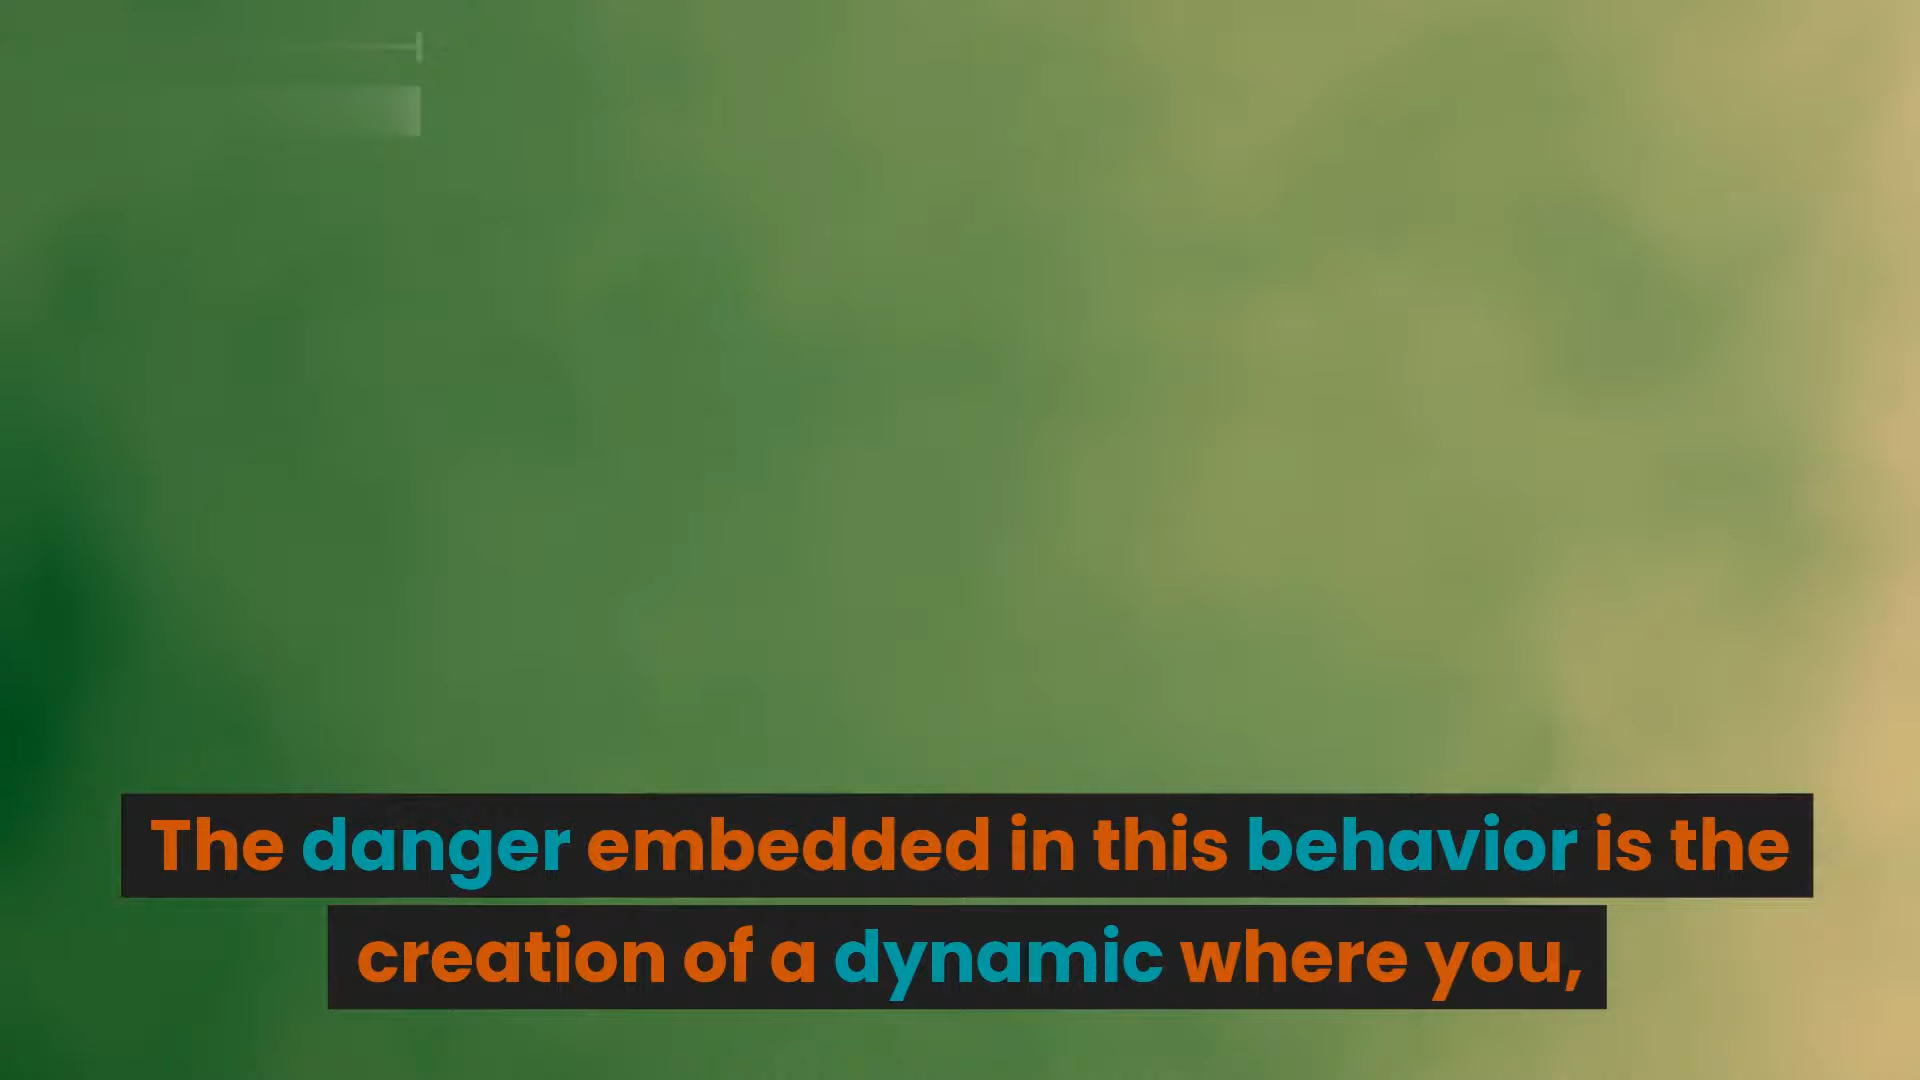 The danger embedded in this behavior is the
creation of a dynamic where you,